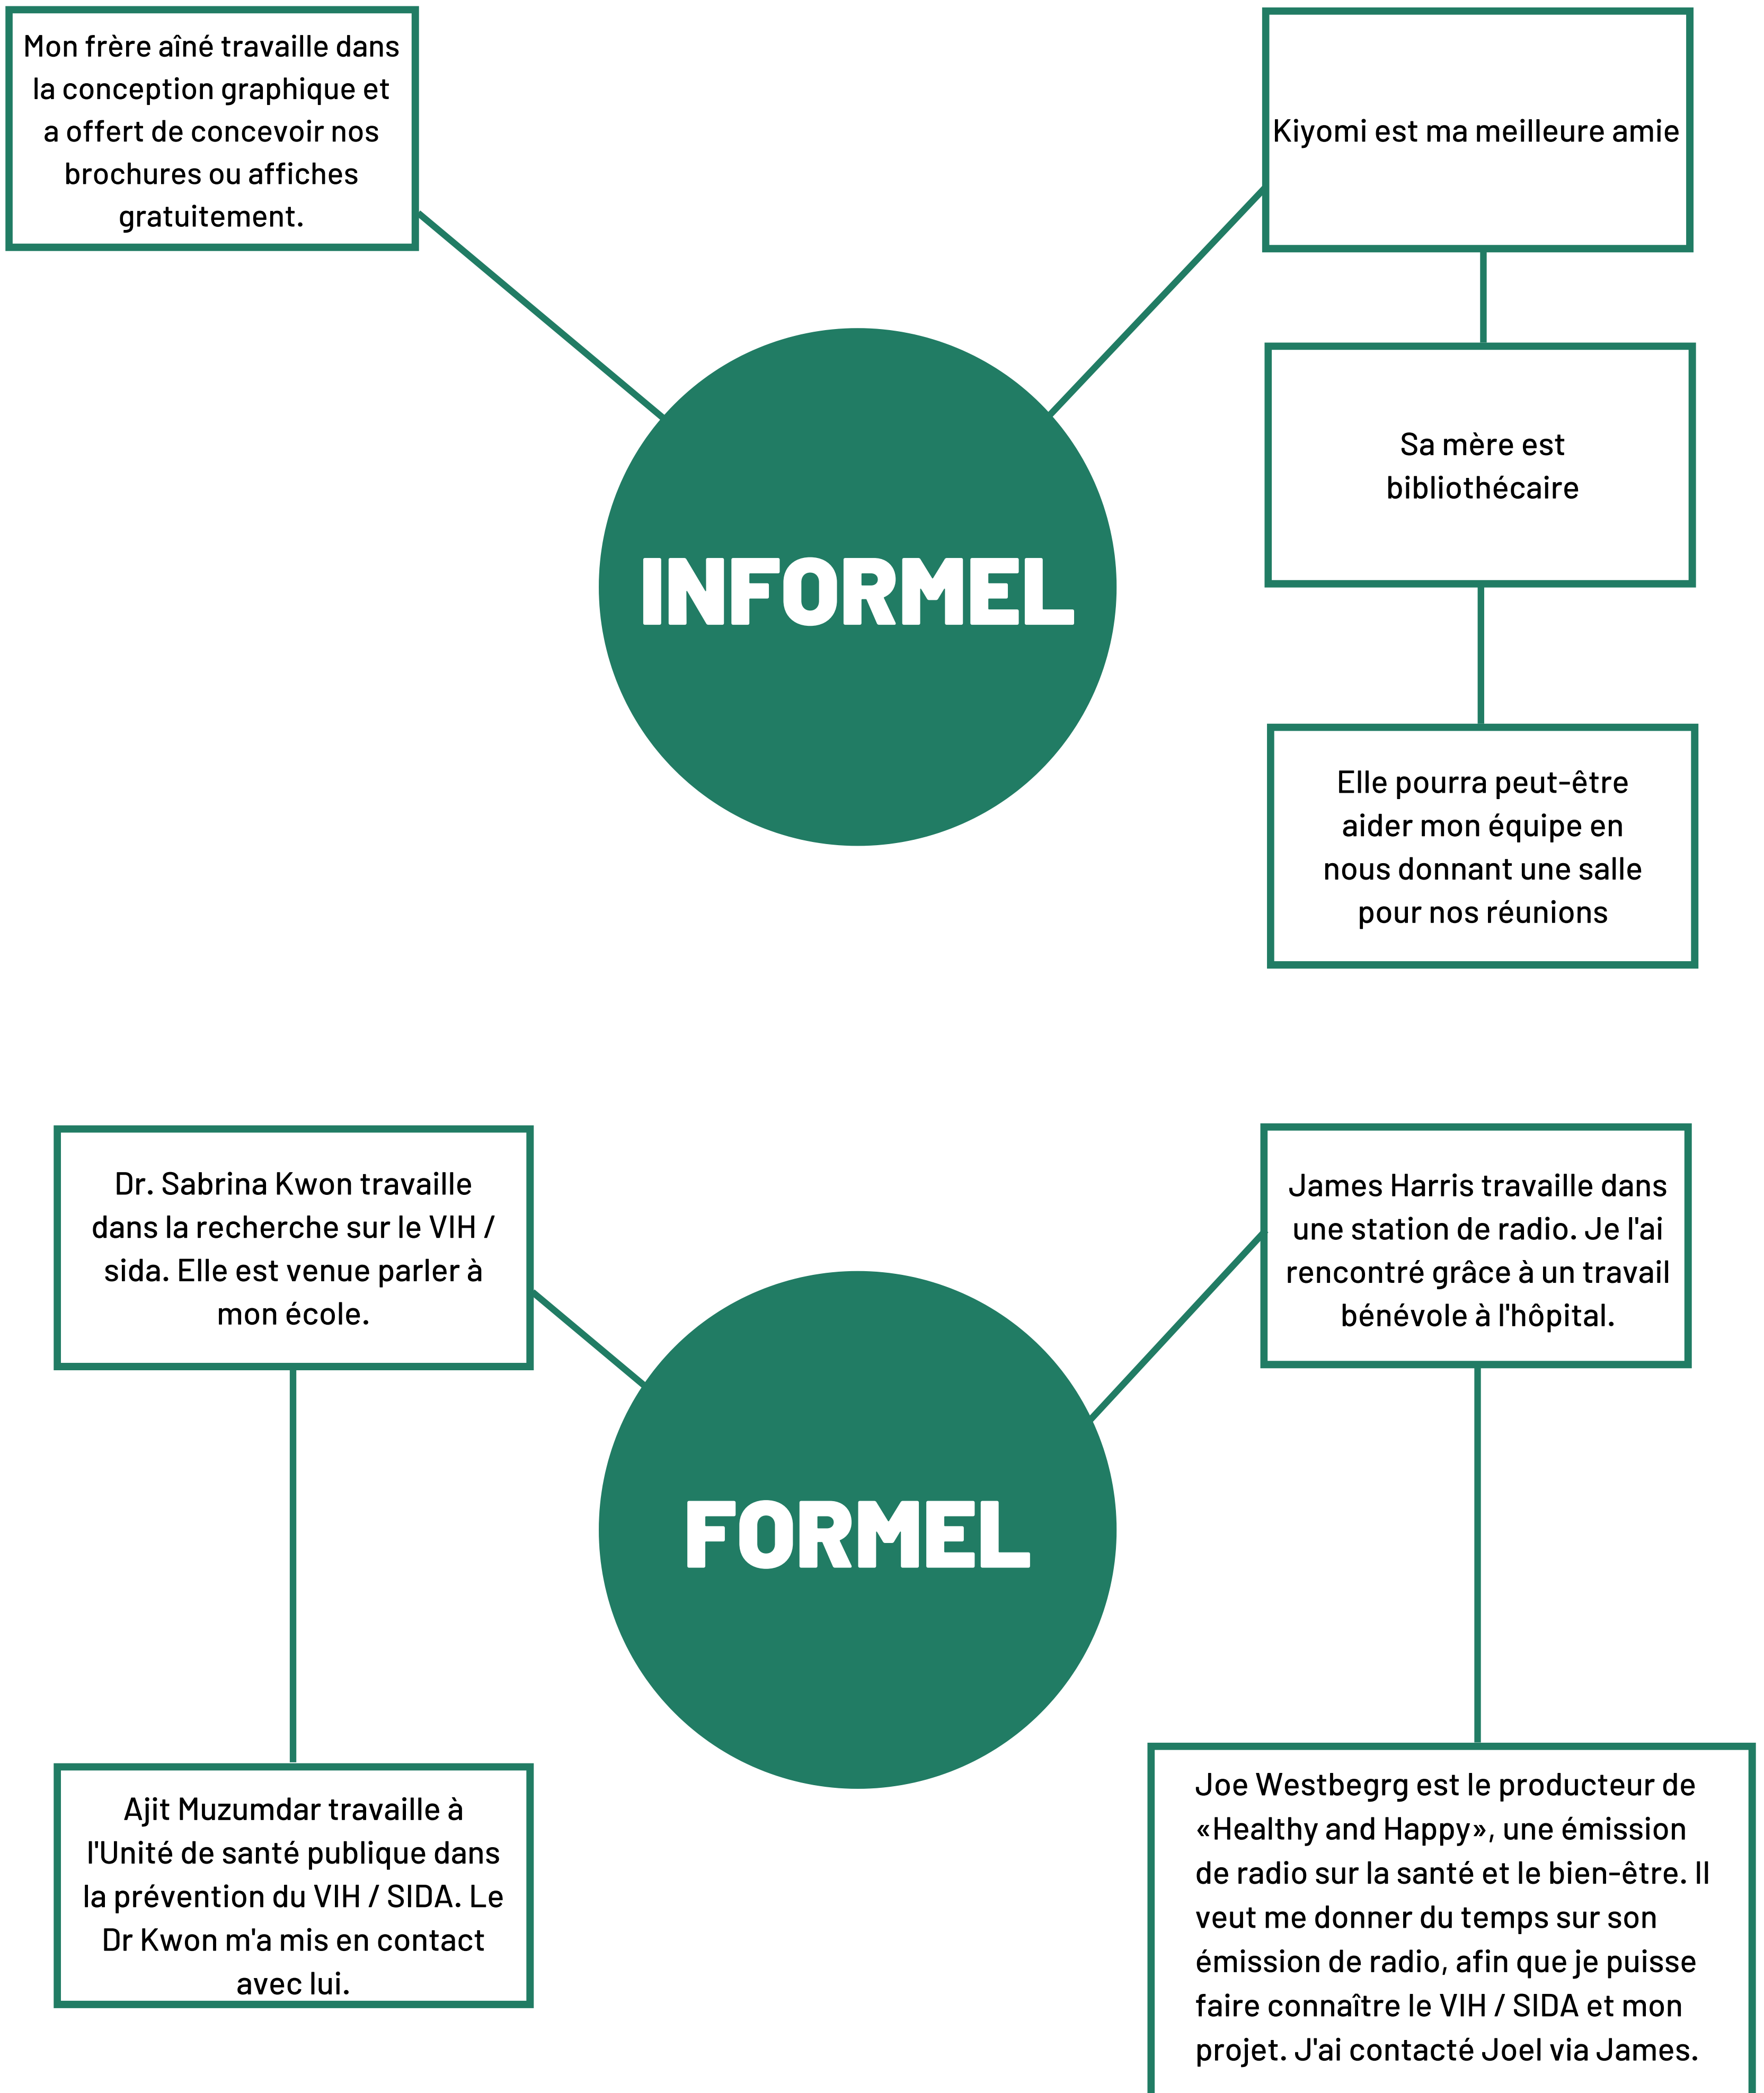 Mon frère aîné travaille dans
la conception graphique et
a offert de concevoir nos
brochures ou affiches
gratuitement.
Kiyomi est ma meilleure amie
Sa mère est
bibliothécaire
INFORMEL
Elle pourra peut-être
aider mon équipe en
nous donnant une salle
pour nos réunions
Dr. Sabrina Kwon travaille
dans la recherche sur le VIH /
sida. Elle est venue parler à
mon école.
James Harris travaille dans
une station de radio. Je l'ai
rencontré grâce à un travail
bénévole à l'hôpital.
FORMEL
Ajit Muzumdar travaille à
l'Unité de santé publique dans
la prévention du VIH / SIDA. Le
Dr Kwon m'a mis en contact
avec lui.
Joe Westbegrg est le producteur de
«Healthy and Happy», une émission
de radio sur la santé et le bien-être. Il
veut me donner du temps sur son
émission de radio, afin que je puisse
faire connaître le VIH / SIDA et mon
projet. J'ai contacté Joel via James.